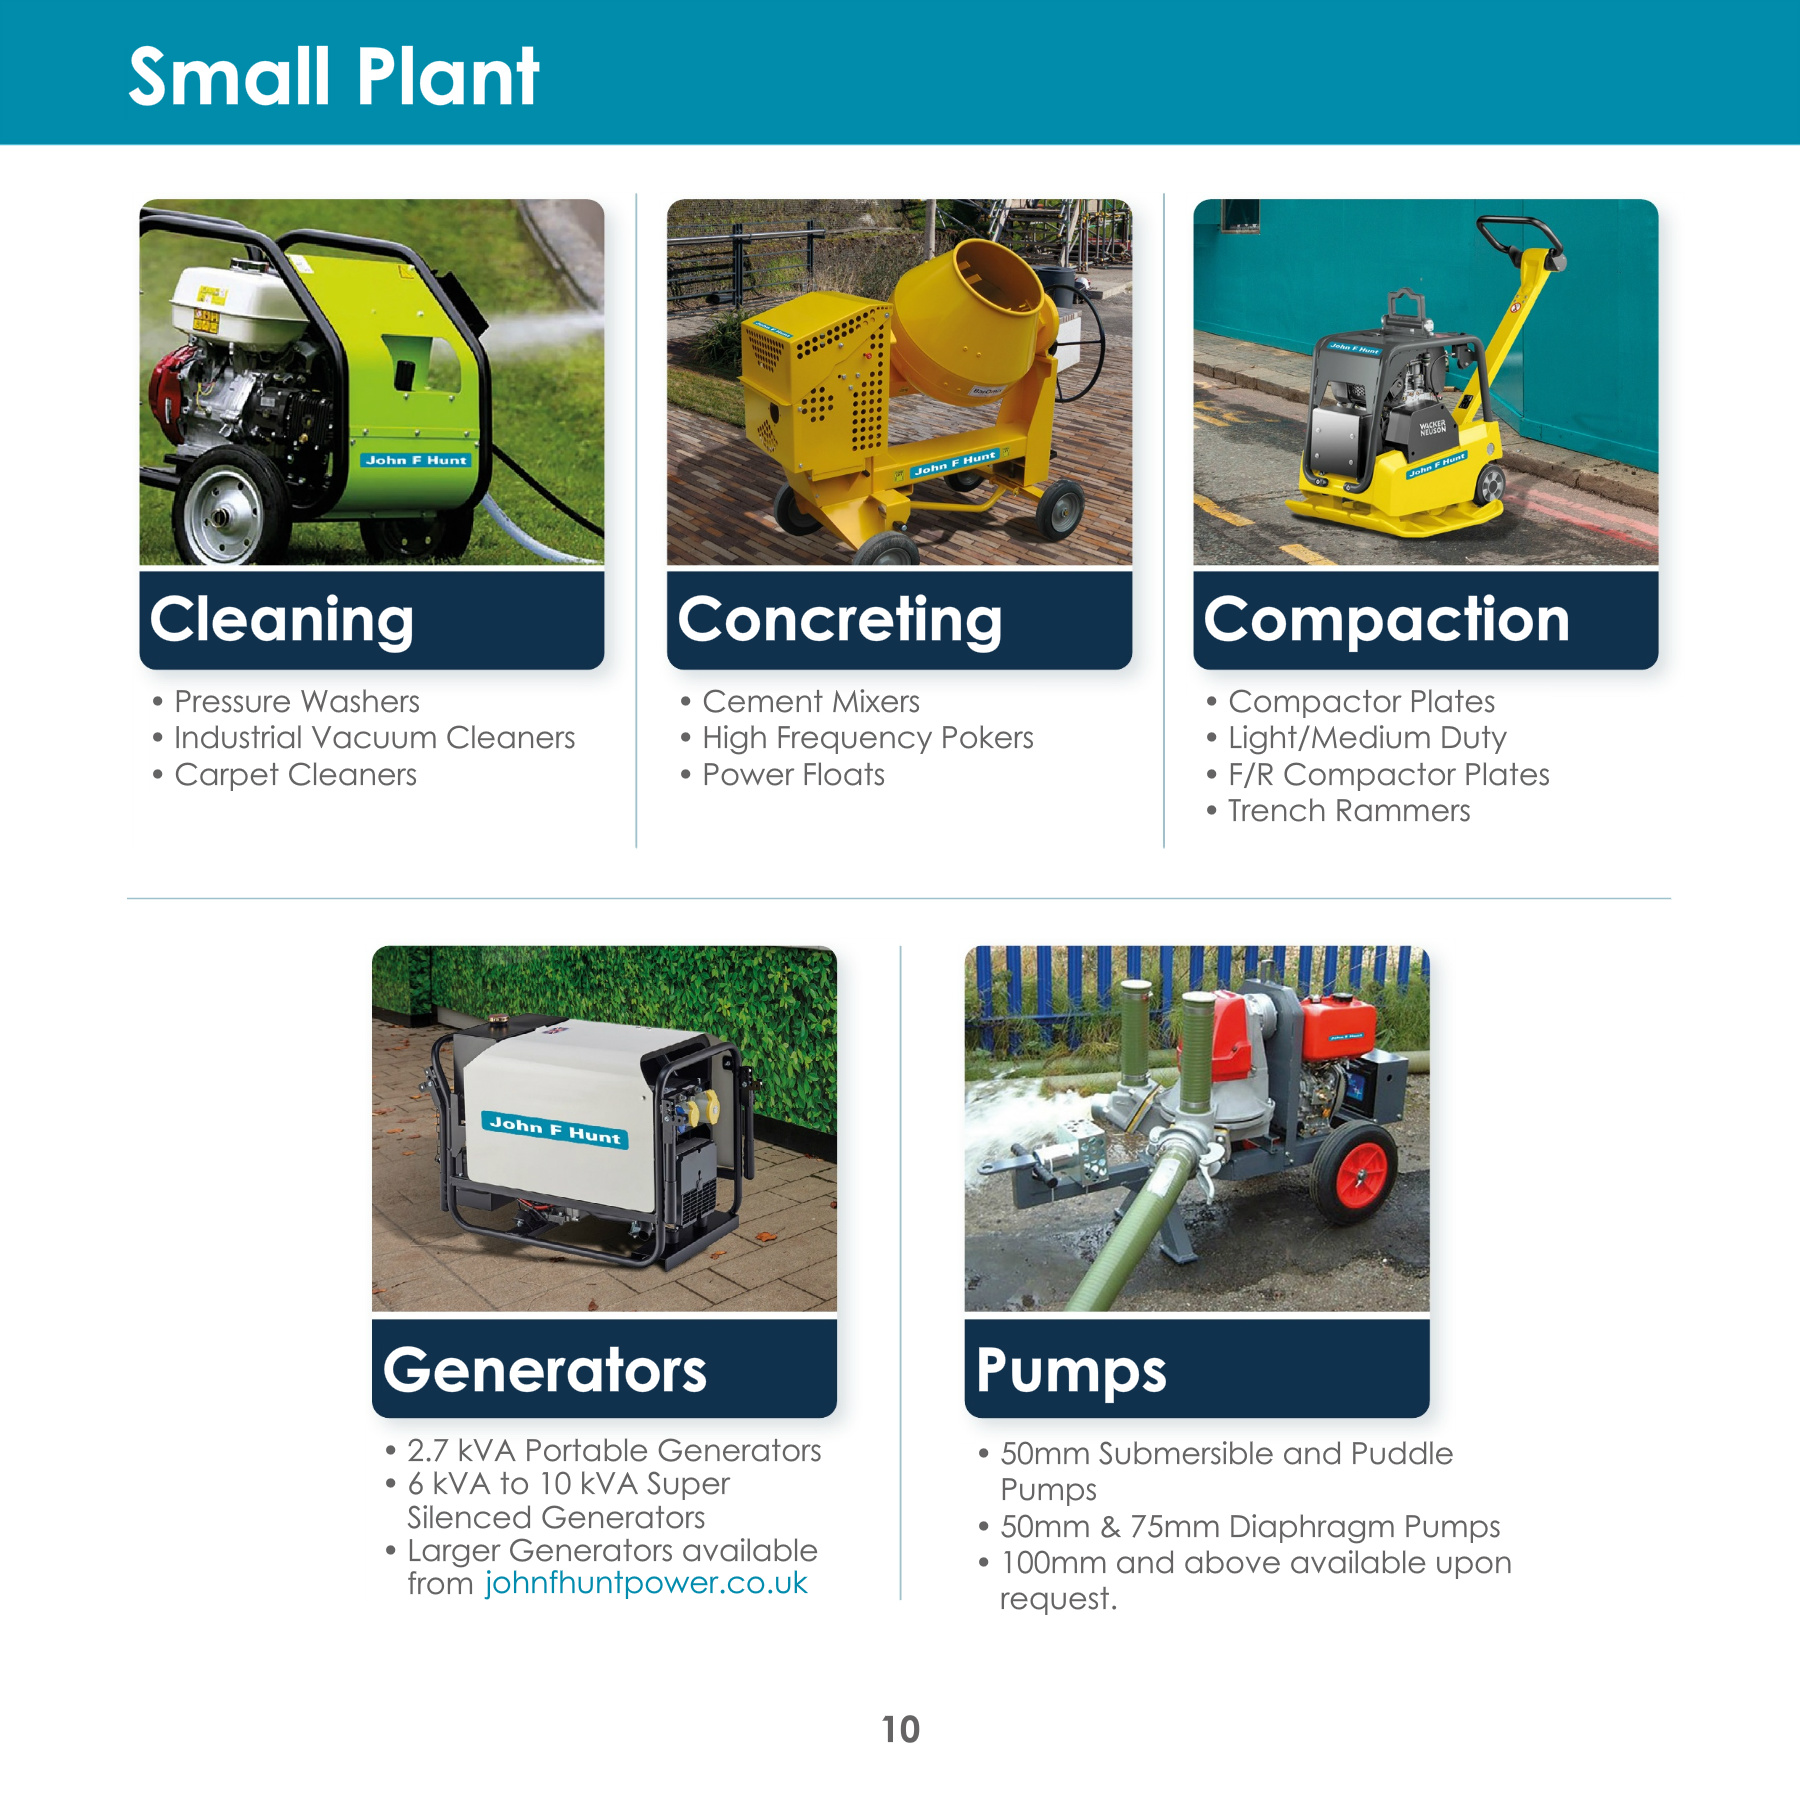 Small Plant
John F Hunt
John F Hunt
John F Hunt
John F Hunt
WACKER
NEUSON
John F Hunt
Cleaning
Concreting
Compaction
• Pressure Washers
• Industrial Vacuum Cleaners
• Carpet Cleaners
• Cement Mixers
• High Frequency Pokers
• Power Floats
• Compactor Plates
• Light/Medium Duty
• F/R Compactor Plates
• Trench Rammers
John F Hunt
John F Hunt
Generators
Pumps
• 2.7 kVA Portable Generators
• 6 kVA to 10 kVA Super
Silenced Generators
• Larger Generators available
from johnfhuntpower.co.uk
• 50mm Submersible and Puddle
Pumps
• 50mm & 75mm Diaphragm Pumps
• 100mm and above available upon
request.
10